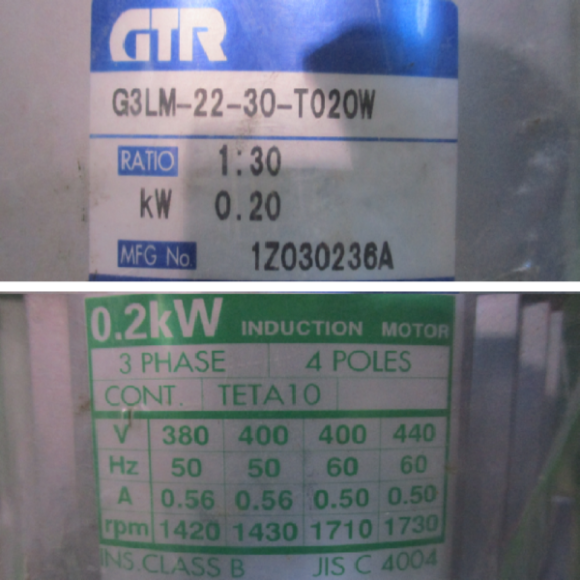 GTR
G3LM-22-30-T020W
RATIO 1:30
kW 0.20
MFG No. 1Z030236A
0.2kW INDUCTION MOTOR
3 PHASE 4 POLES
CONT. TETA10
V 380 400 400 440
Hz 50 50 60 60
A 0.56 0.56 0.50 0.50
rpm 1420 1430 1710 1730
INS.CLASS B JIS C 4004